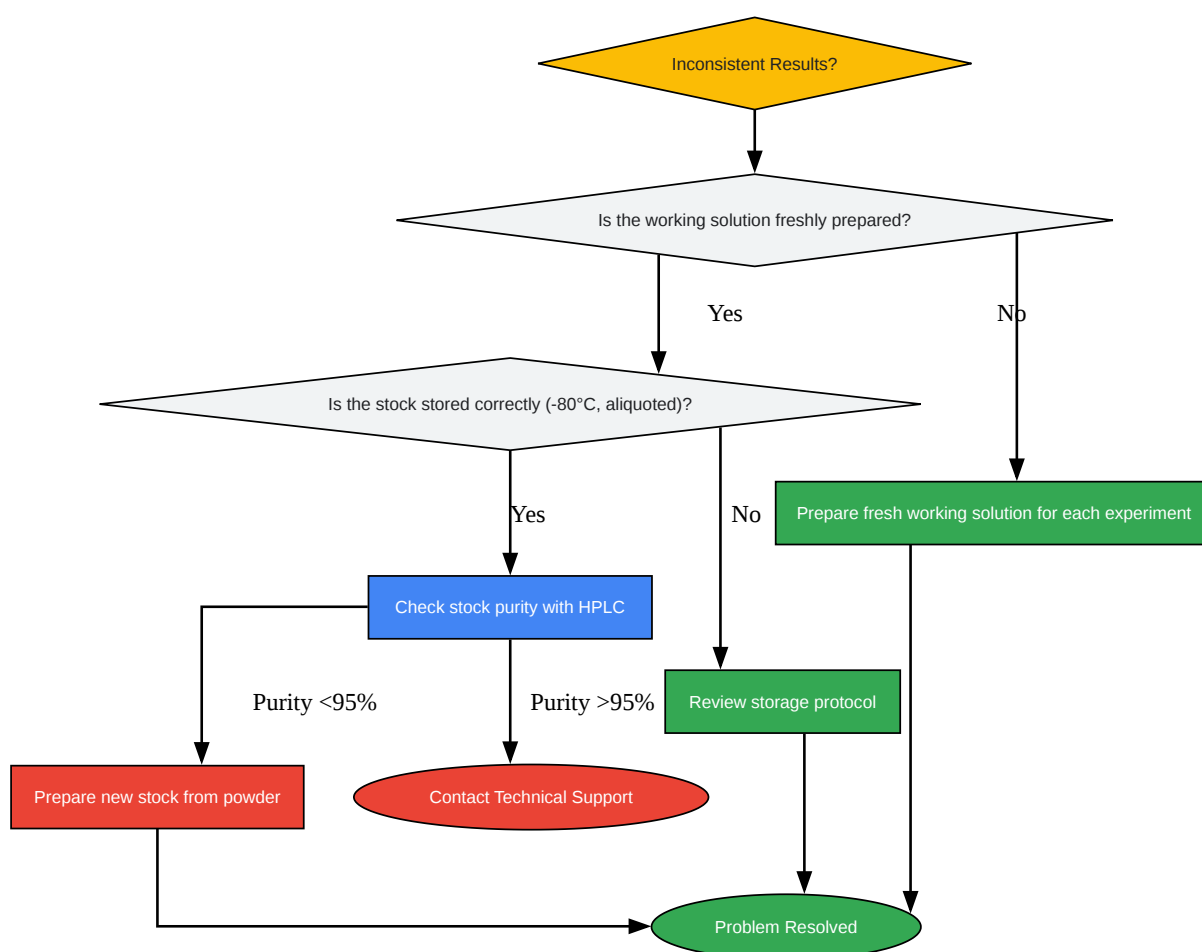 Inconsistent Results?
Is the working solution freshly prepared?
Yes
No
Is the stock stored correctly (-80°C, aliquoted)?
Yes
No
Prepare fresh working solution for each experiment
Check stock purity with HPLC
Purity <95%
Purity >95%
Review storage protocol
Prepare new stock from powder
Contact Technical Support
Problem Resolved